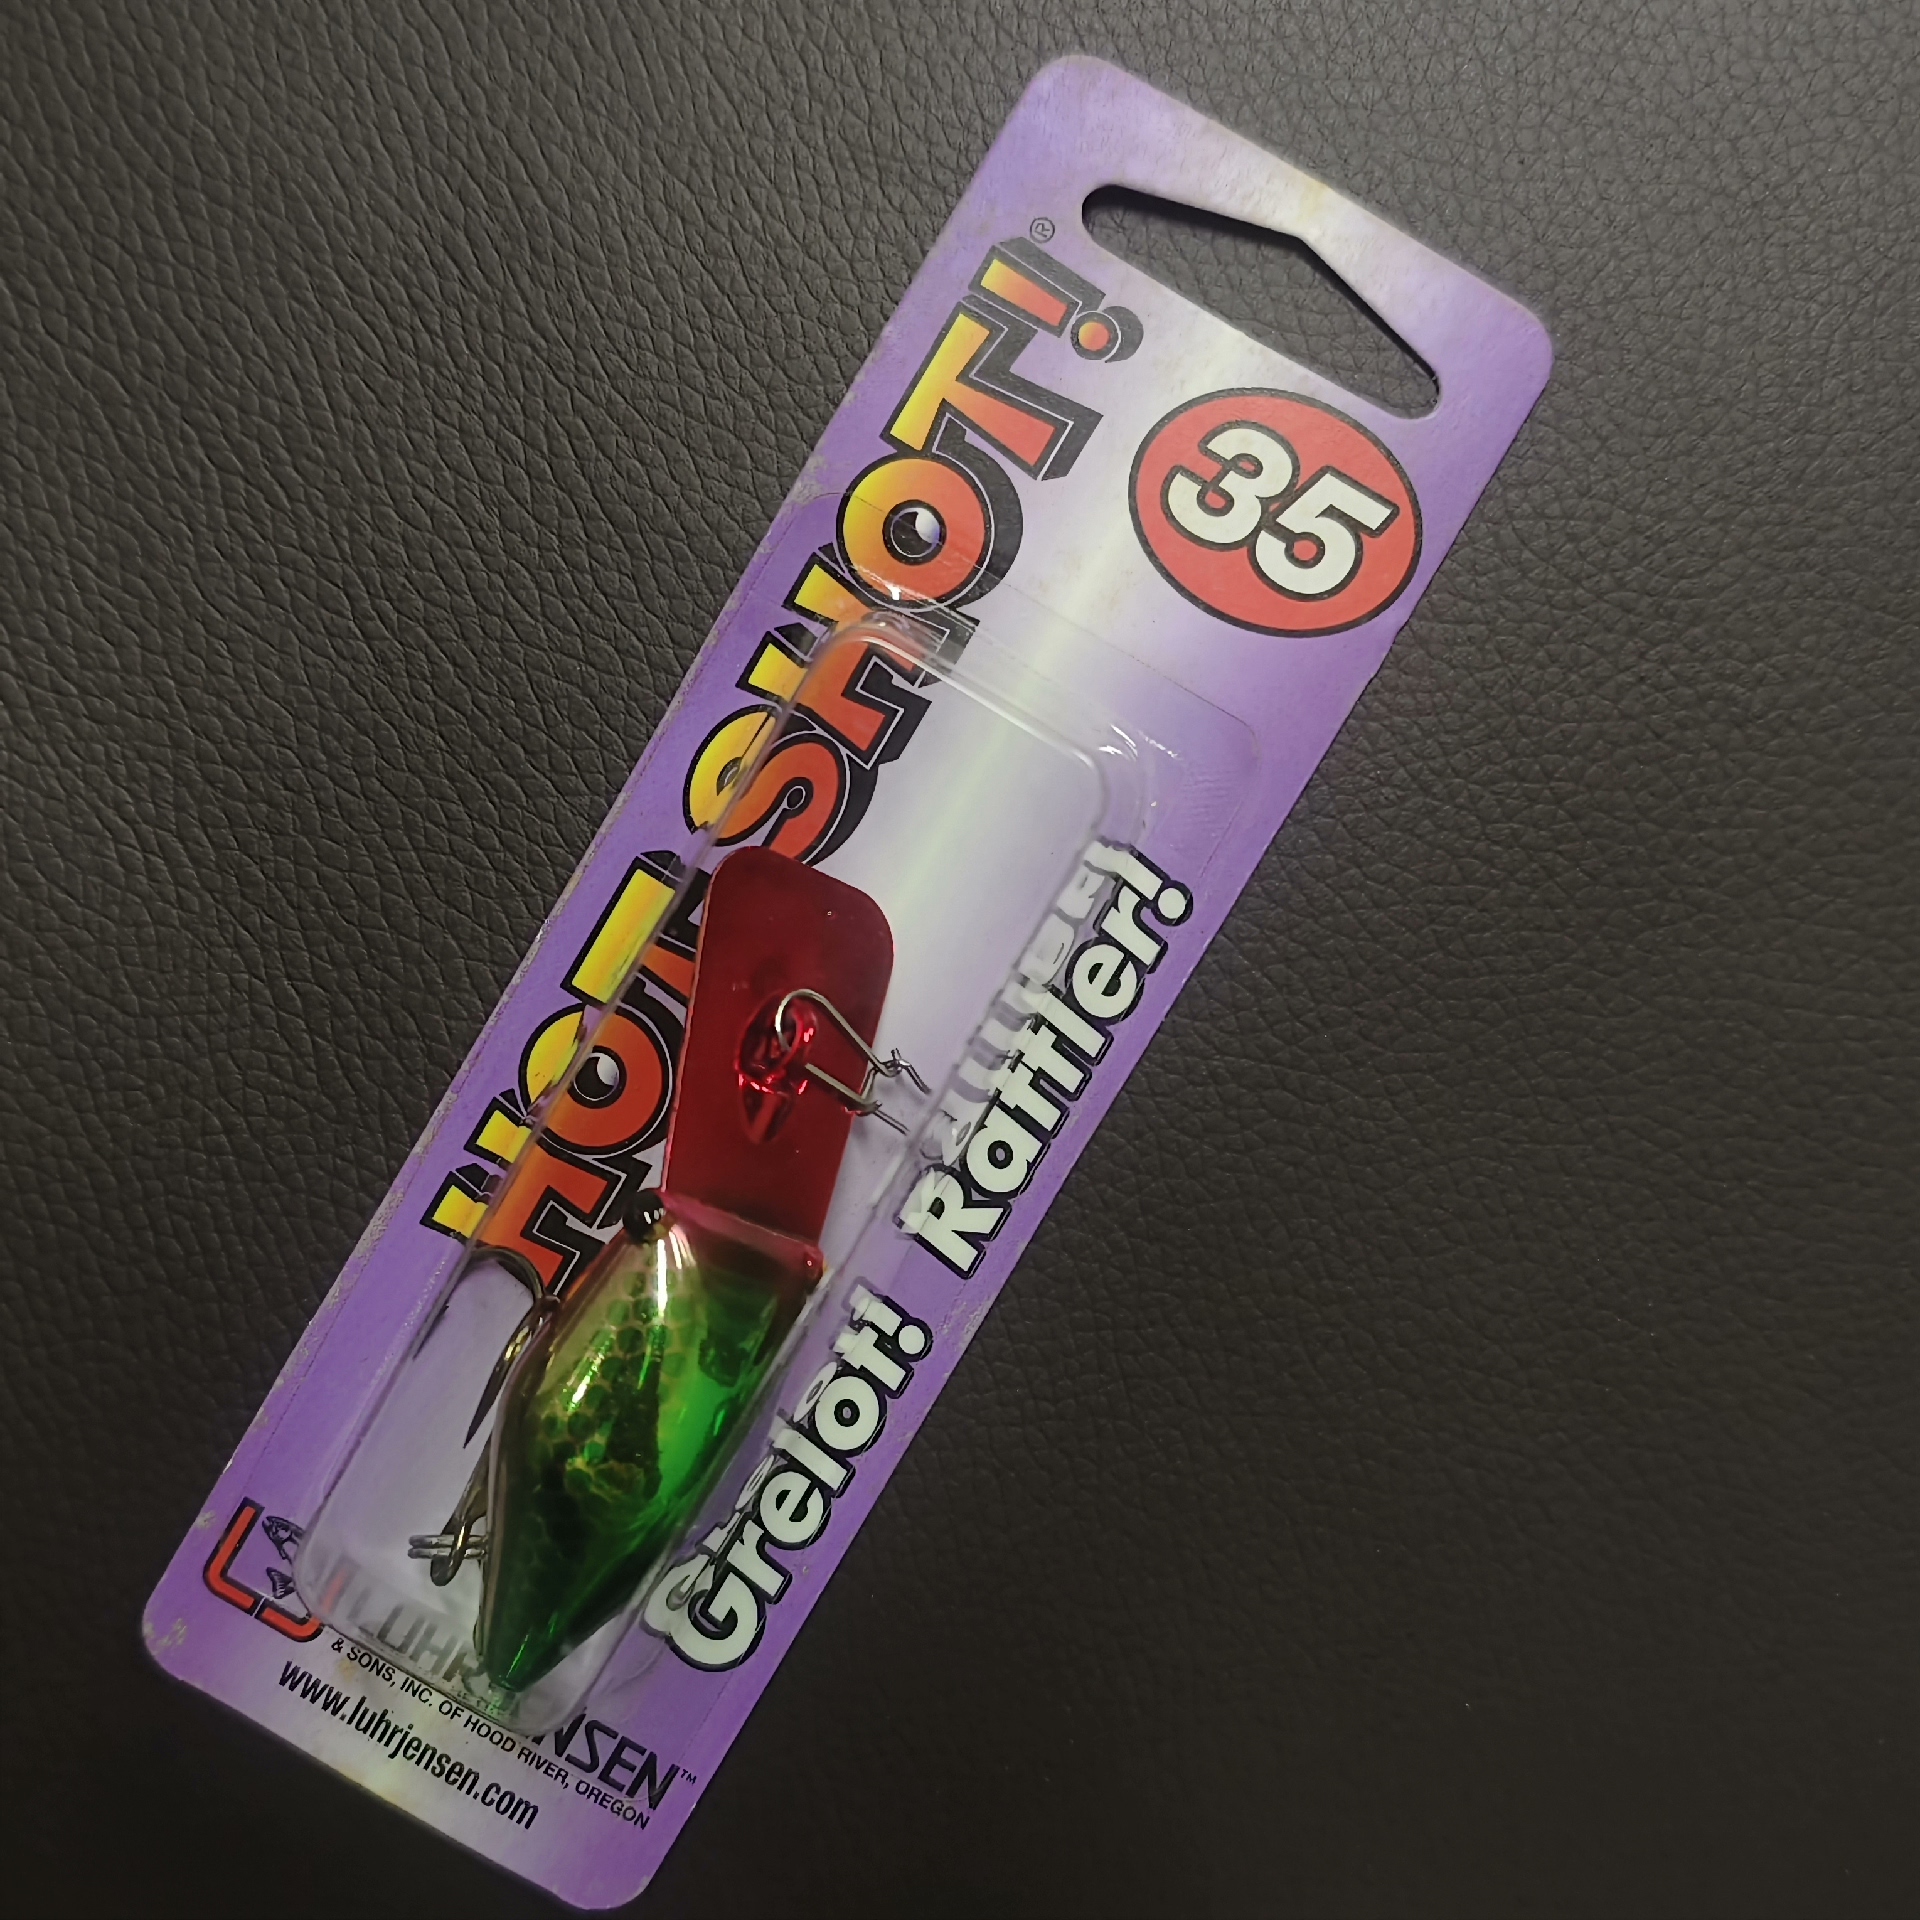 HOT SHOT!®
35
Rattler!
Grelot!
LUHR JENSEN™
& SONS, INC. OF HOOD RIVER, OREGON
www.luhrjensen.com